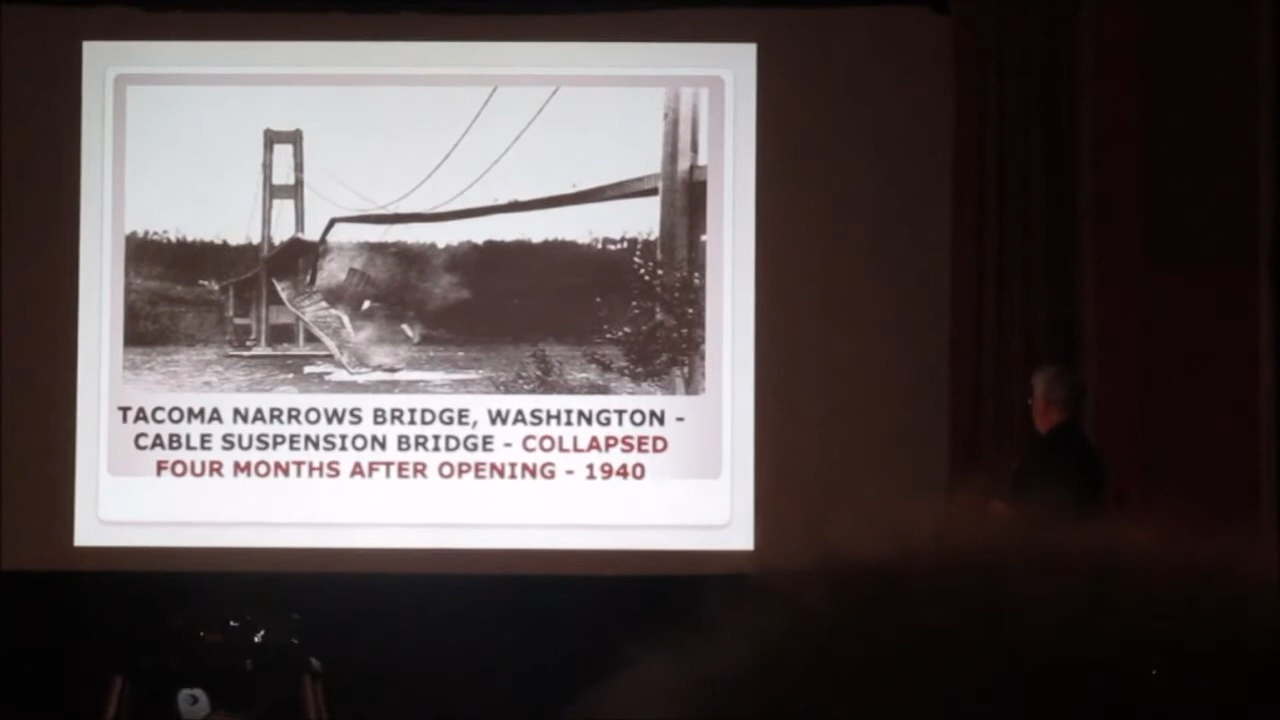 TACOMA NARROWS BRIDGE, WASHINGTON -
CABLE SUSPENSION BRIDGE - COLLAPSED
FOUR MONTHS AFTER OPENING - 1940